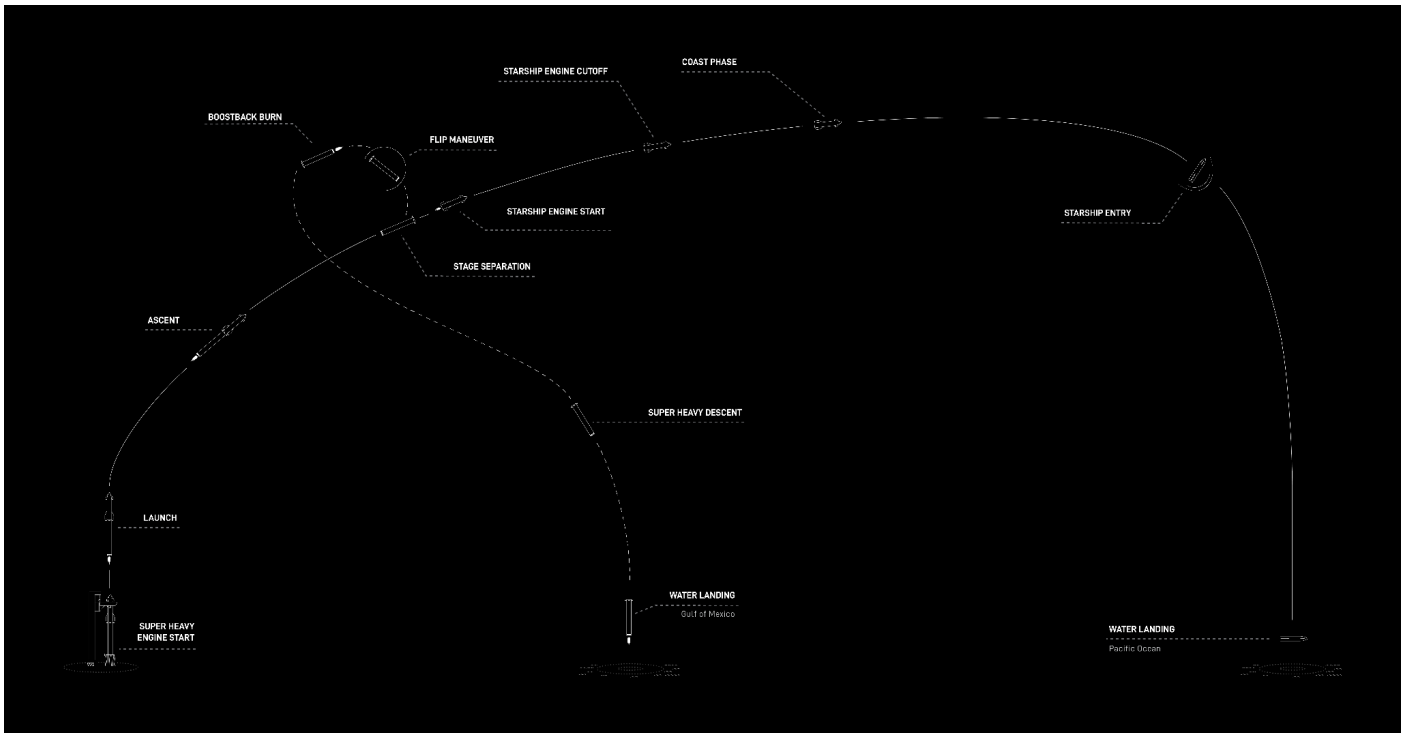 COAST PHASE
STARSHIP ENGINE CUTOFF
BOOSTBACK BURN
FLIP MANEUVER
STARSHIP ENGINE START
STARSHIP ENTRY
STAGE SEPARATION
ASCENT
SUPER HEAVY DESCENT
LAUNCH
WATER LANDING
Gulf of Mexico
SUPER HEAVY
ENGINE START
WATER LANDING
Pacific Ocean